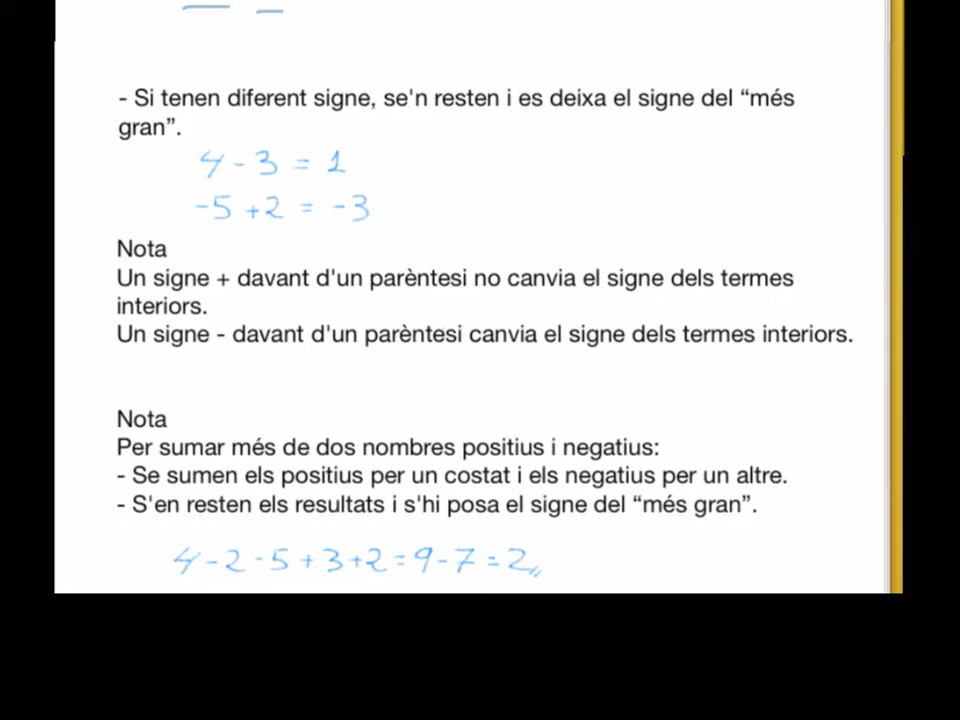 - Si tenen diferent signe, se'n resten i es deixa el signe del “més
gran”.
4 - 3 = 1
-5 +2 = -3
Nota
Un signe + davant d'un parèntesi no canvia el signe dels termes
interiors.
Un signe - davant d'un parèntesi canvia el signe dels termes interiors.
Nota
Per sumar més de dos nombres positius i negatius:
- Se sumen els positius per un costat i els negatius per un altre.
- S'en resten els resultats i s'hi posa el signe del “més gran”.
4 - 2 - 5 + 3 + 2 = 9 - 7 = 2